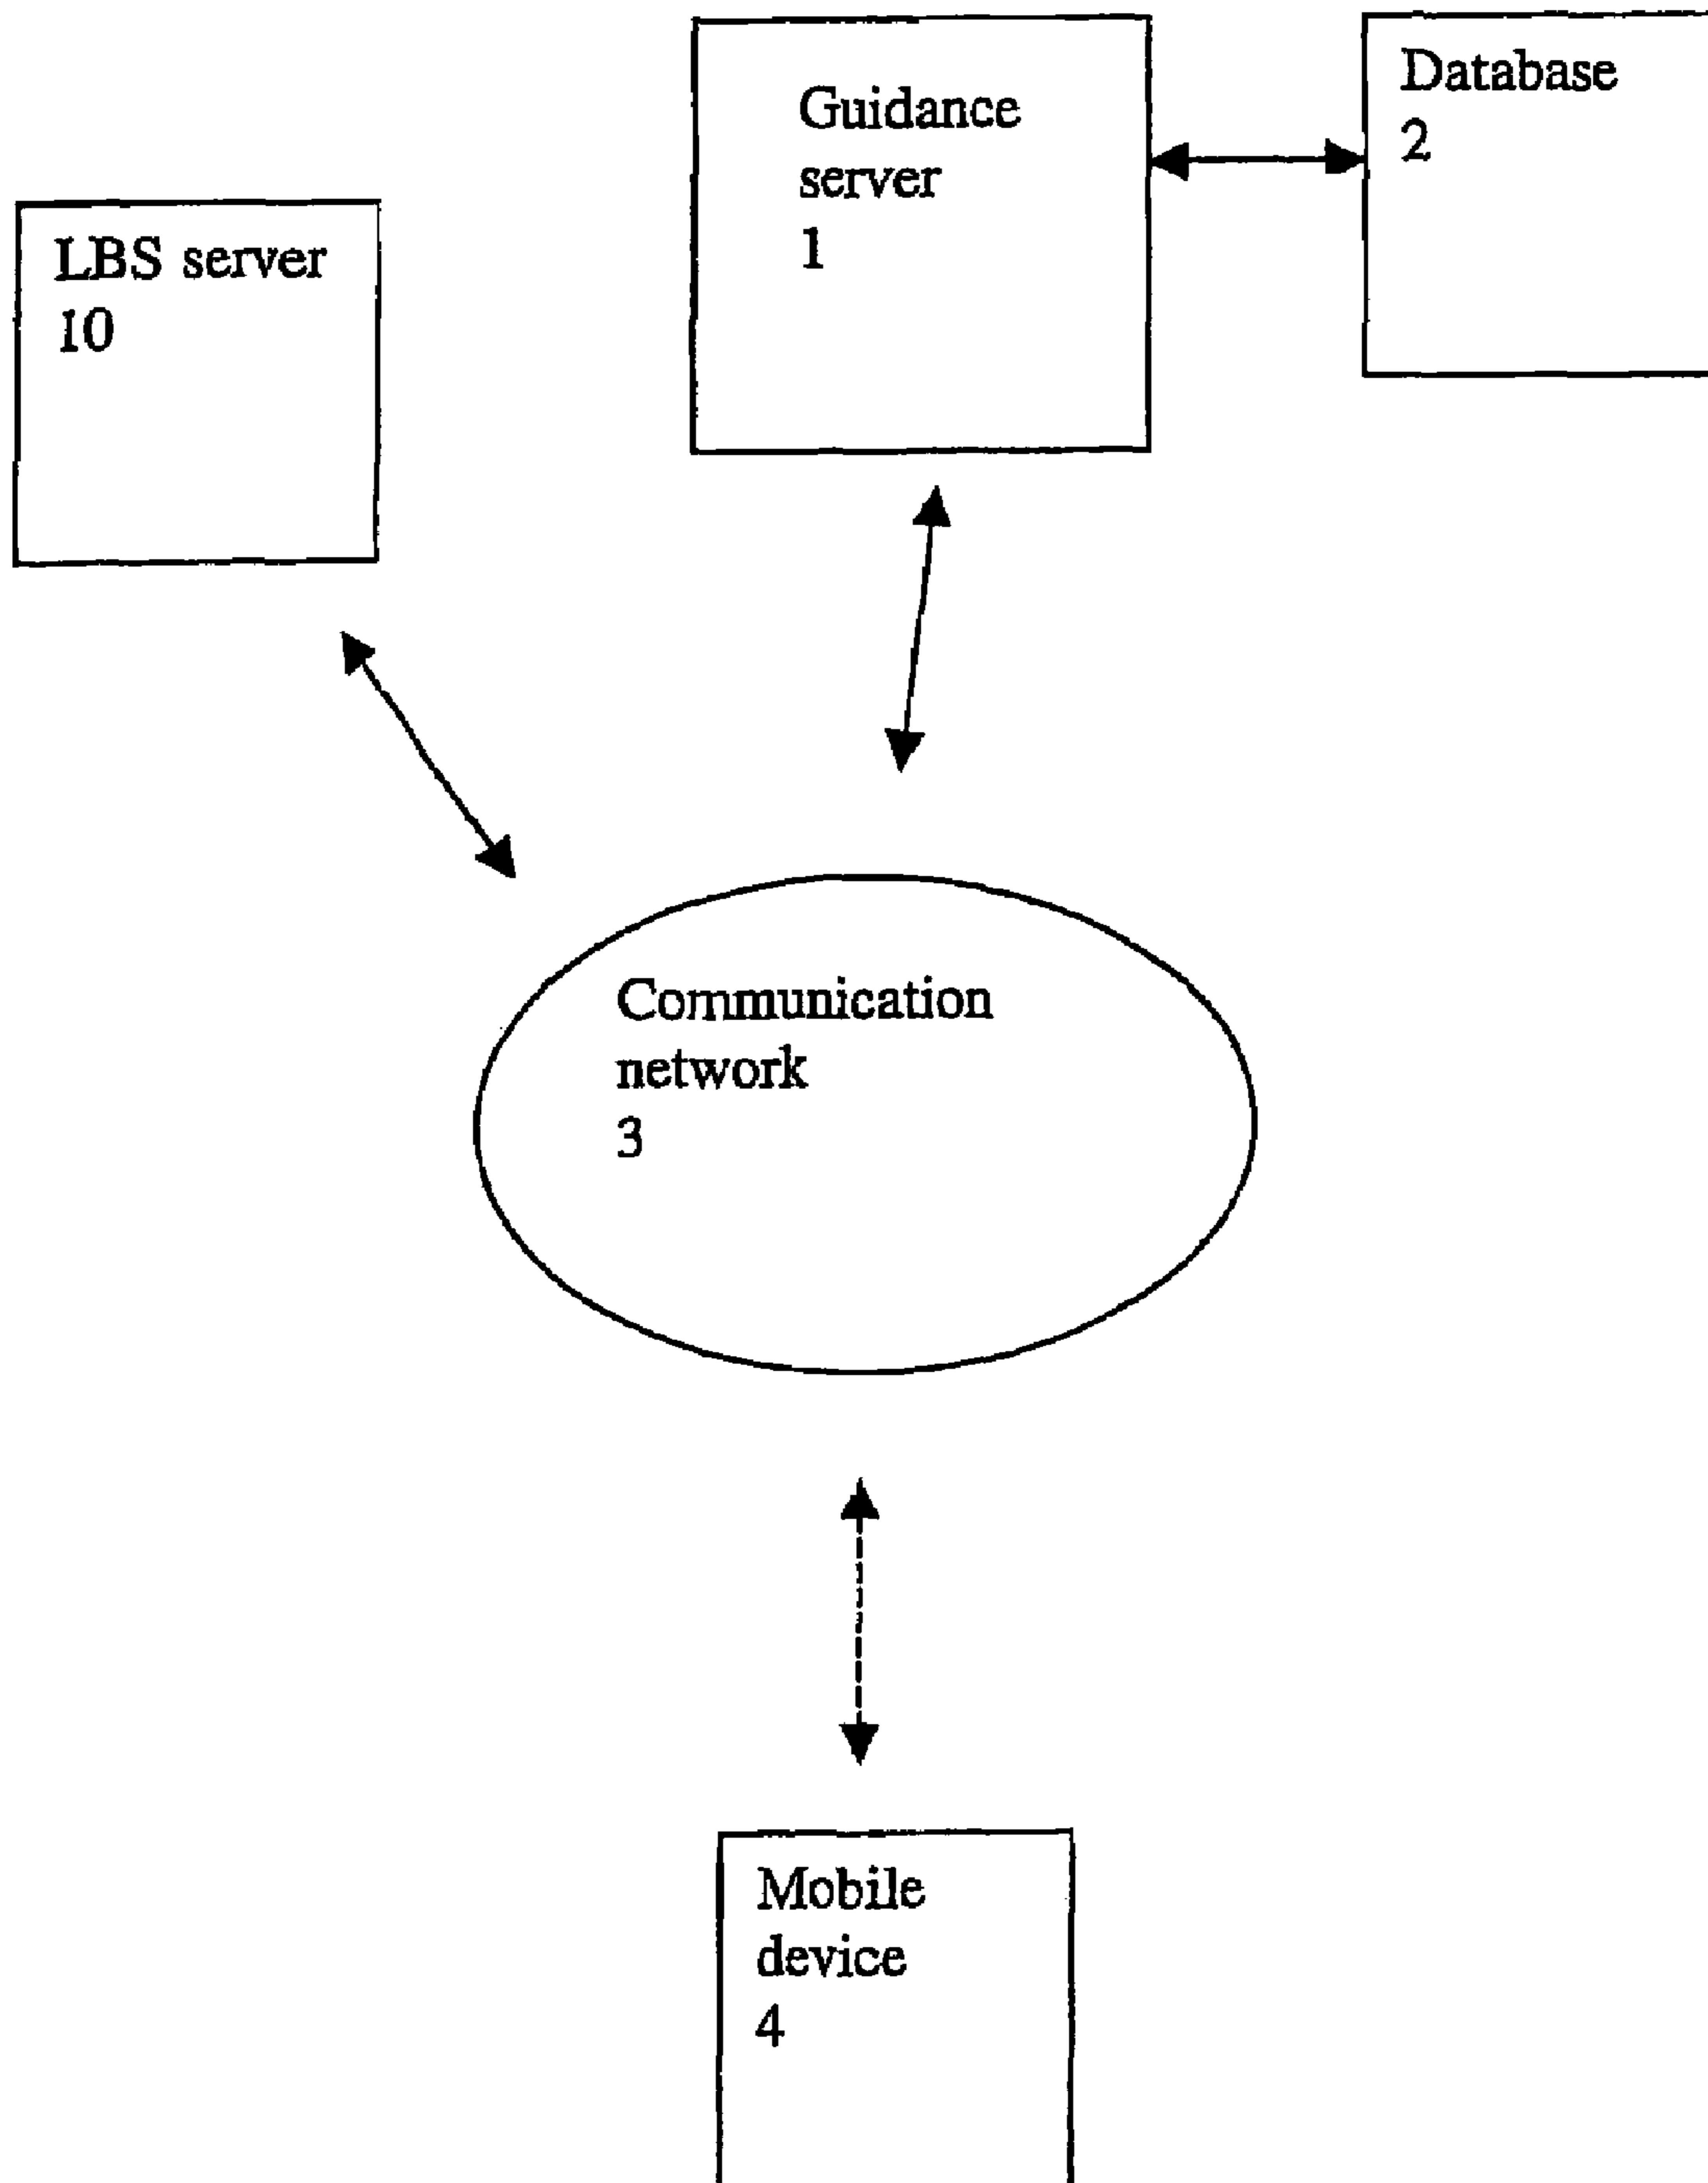 Guidance
server
1
Database
2
LBS server
10
Communication
network
3
Mobile
device
4